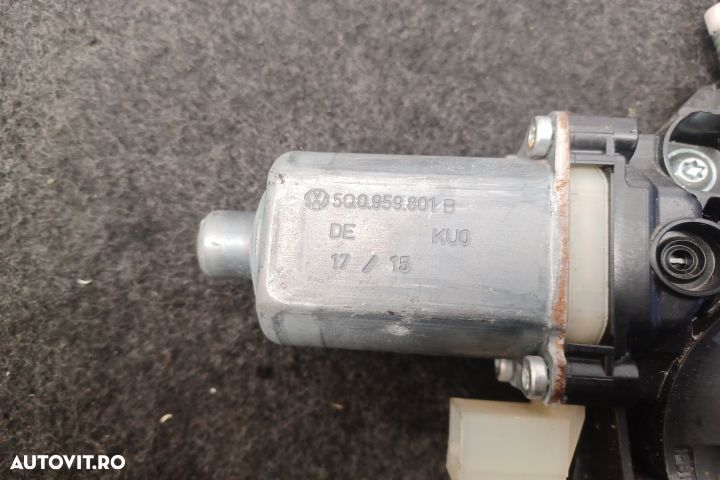 5Q0.959.801 B
DE KU0
17 / 15
AUTOVIT.RO